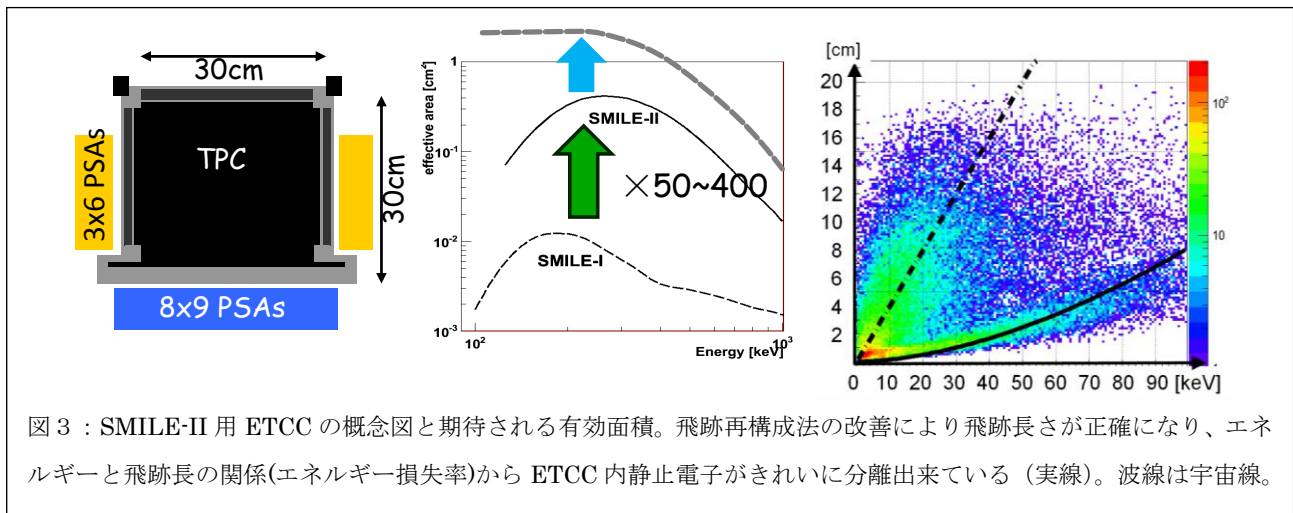 30cm
3x6 PSAs
TPC
30cm
8x9 PSAs
effective area [cm²]
1
10⁻¹
10⁻²
10⁻³
SMILE-II
×50~400
SMILE-I
10²
10³
Energy [keV]
[cm]
20
18
16
14
12
10
8
6
4
2
0 10 20 30 40 50 60 70 80 90 [keV]
10²
10
図３：SMILE-II 用 ETCC の概念図と期待される有効面積。飛跡再構成法の改善により飛跡長さが正確になり、エネ
ルギーと飛跡長の関係(エネルギー損失率)から ETCC 内静止電子がきれいに分離出来ている（実線）。波線は宇宙線。